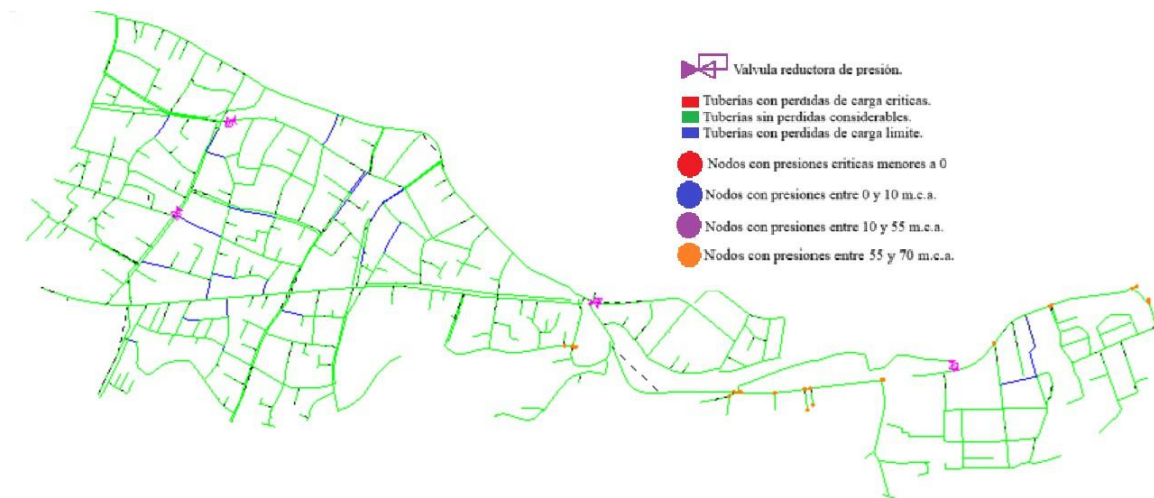 Valvula reductora de presión.
Tuberías con perdidas de carga criticas.
Tuberías sin perdidas considerables.
Tuberías con perdidas de carga limite.
Nodos con presiones criticas menores a 0
Nodos con presiones entre 0 y 10 m.c.a.
Nodos con presiones entre 10 y 55 m.c.a.
Nodos con presiones entre 55 y 70 m.c.a.